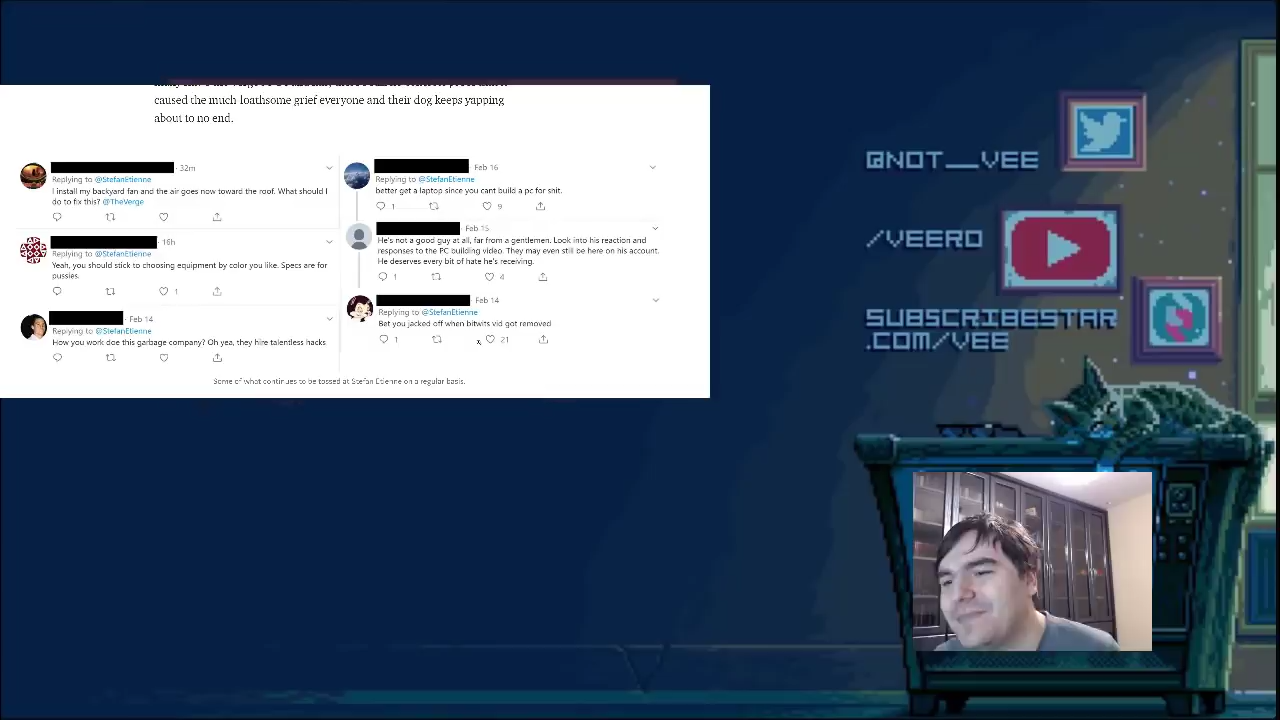 caused the much loathsome grief everyone and their dog keeps yapping
about to no end.
· 32m
Replying to @StefanEtienne
I install my backyard fan and the air goes now toward the roof. What should I
do to fix this? @TheVerge
· 16h
Replying to @StefanEtienne
Yeah, you should stick to choosing equipment by color you like. Specs are for
pussies.
1
· Feb 14
Replying to @StefanEtienne
How you work doe this garbage company? Oh yea, they hire talentless hacks
Feb 16
Replying to @StefanEtienne
better get a laptop since you cant build a pc for shit.
1 9
Feb 15
He's not a good guy at all, far from a gentlemen. Look into his reaction and
responses to the PC building video. They may even still be here on his account.
He deserves every bit of hate he's receiving.
1 4
· Feb 14
Replying to @StefanEtienne
Bet you jacked off when bitwits vid got removed
1 21
Some of what continues to be tossed at Stefan Etienne on a regular basis.
@NOT__VEE
/VEERO
SUBSCRIBESTAR
.COM/VEE